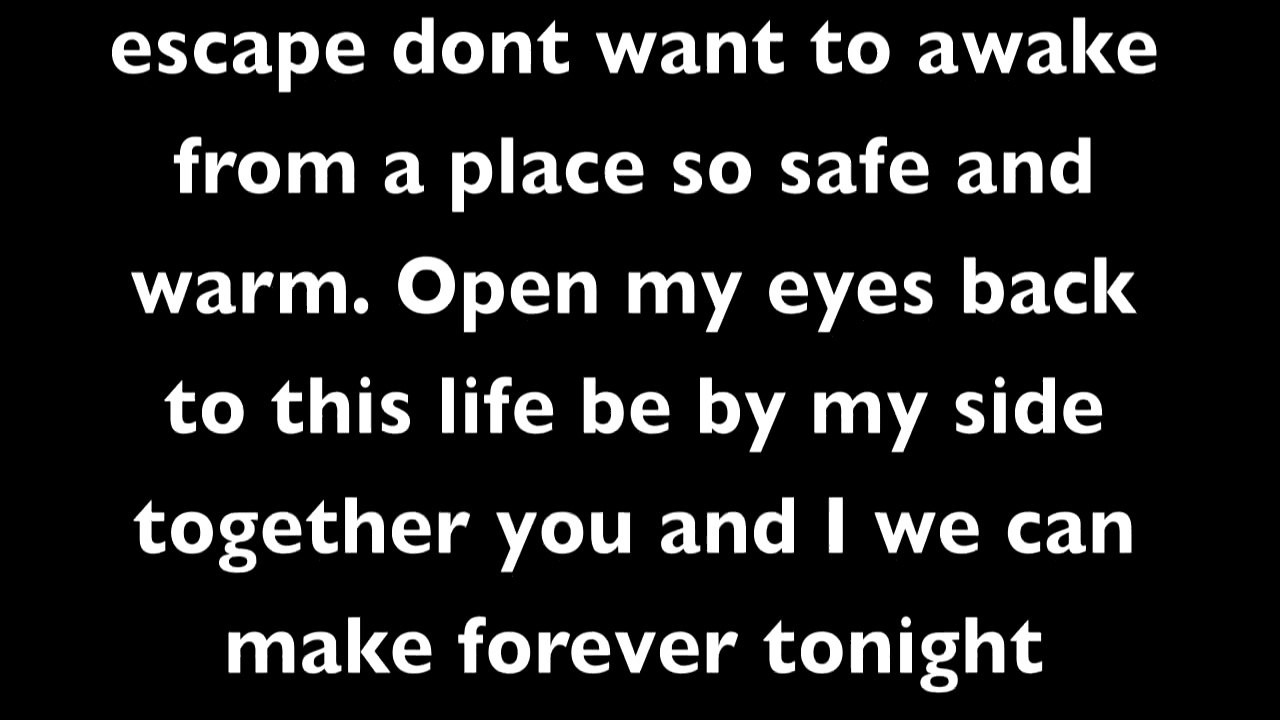 escape dont want to awake
from a place so safe and
warm. Open my eyes back
to this life be by my side
together you and I we can
make forever tonight